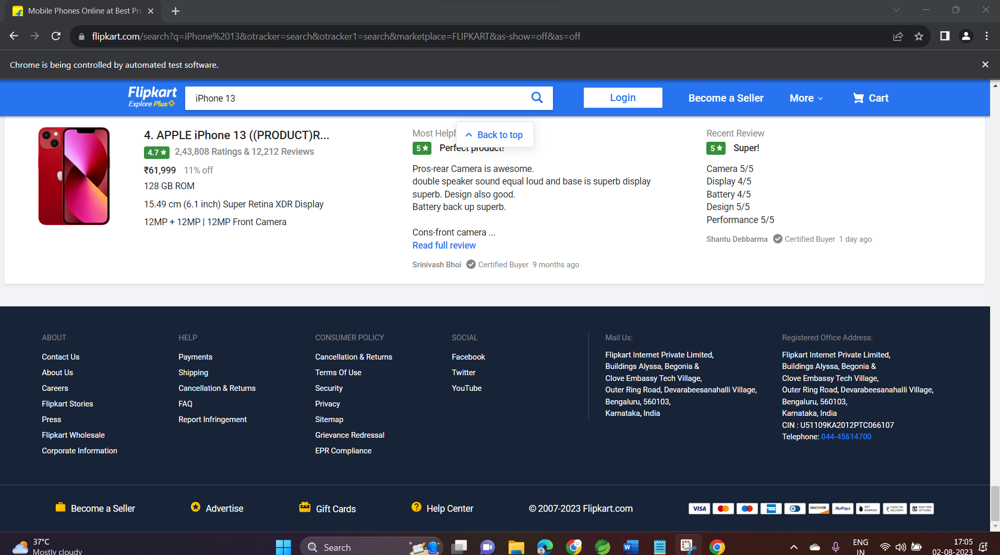 Mobile Phones Online at Best Pri
flipkart.com/search?q=iPhone%2013&otracker=search&otracker1=search&marketplace=FLIPKART&as-show=off&as=off
Chrome is being controlled by automated test software.
Flipkart
Explore Plus
iPhone 13
Login
Become a Seller
More
Cart
Back to top
4. APPLE iPhone 13 ((PRODUCT)R...
4.7★ 2,43,808 Ratings & 12,212 Reviews
₹61,999 11% off
128 GB ROM
15.49 cm (6.1 inch) Super Retina XDR Display
12MP + 12MP | 12MP Front Camera
Most Helpf
5★ Perfect product!
Pros-rear Camera is awesome.
double speaker sound equal loud and base is superb display
superb. Design also good.
Battery back up superb.
Cons-front camera ...
Read full review
Srinivash Bhoi Certified Buyer 9 months ago
Recent Review
5★ Super!
Camera 5/5
Display 4/5
Battery 4/5
Design 5/5
Performance 5/5
Shantu Debbarma Certified Buyer 1 day ago
ABOUT
Contact Us
About Us
Careers
Flipkart Stories
Press
Flipkart Wholesale
Corporate Information
HELP
Payments
Shipping
Cancellation & Returns
FAQ
Report Infringement
CONSUMER POLICY
Cancellation & Returns
Terms Of Use
Security
Privacy
Sitemap
Grievance Redressal
EPR Compliance
SOCIAL
Facebook
Twitter
YouTube
Mail Us:
Flipkart Internet Private Limited,
Buildings Alyssa, Begonia &
Clove Embassy Tech Village,
Outer Ring Road, Devarabeesanahalli Village,
Bengaluru, 560103,
Karnataka, India
Registered Office Address:
Flipkart Internet Private Limited,
Buildings Alyssa, Begonia &
Clove Embassy Tech Village,
Outer Ring Road, Devarabeesanahalli Village,
Bengaluru, 560103,
Karnataka, India
CIN : U51109KA2012PTC066107
Telephone: 044-45614700
Become a Seller
Advertise
Gift Cards
Help Center
© 2007-2023 Flipkart.com
VISA
DISCOVER
RuPay
NET BANKING
CASH ON DELIVERY
EASY EMI OPTIONS
37°C
Mostly cloudy
Search
ENG
IN
17:05
02-08-2023